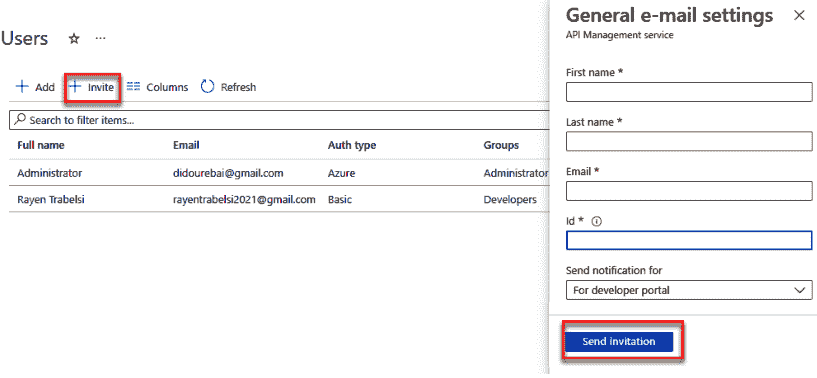 Users
Add Invite Columns Refresh
Search to filter items...
Full name Email Auth type Groups
Administrator didourebai@gmail.com Azure Administrator
Rayen Trabelsi rayentrabelsi2021@gmail.com Basic Developers
General e-mail settings
API Management service
First name *
Last name *
Email *
Id *
Send notification for
For developer portal
Send invitation